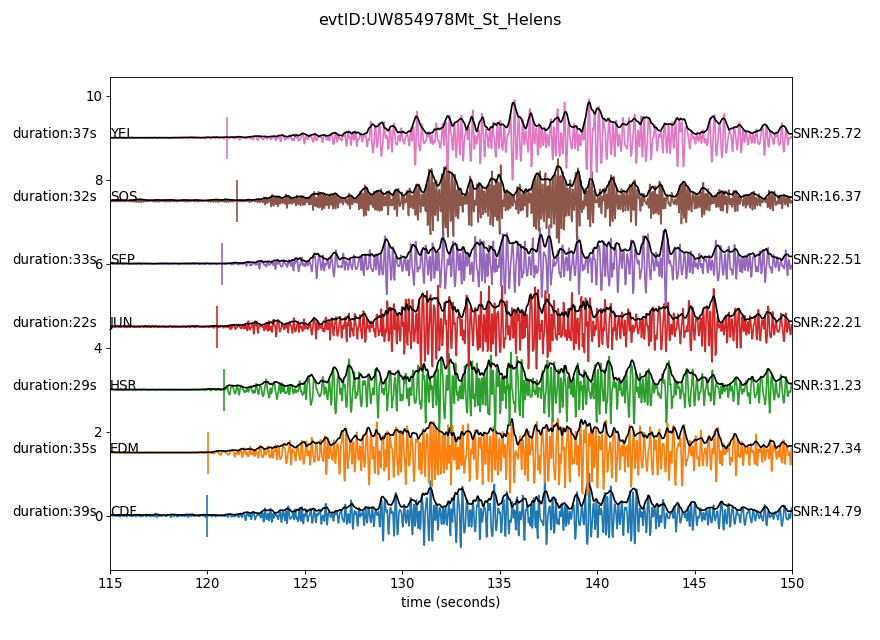 evtID:UW854978Mt_St_Helens
10
duration:37s YEL SNR:25.72
8
duration:32s SOS SNR:16.37
duration:33s SEP SNR:22.51
6
duration:22s JUN SNR:22.21
4
duration:29s HSR SNR:31.23
2
duration:35s EDM SNR:27.34
duration:39s CDF SNR:14.79
0
115 120 125 130 135 140 145 150
time (seconds)